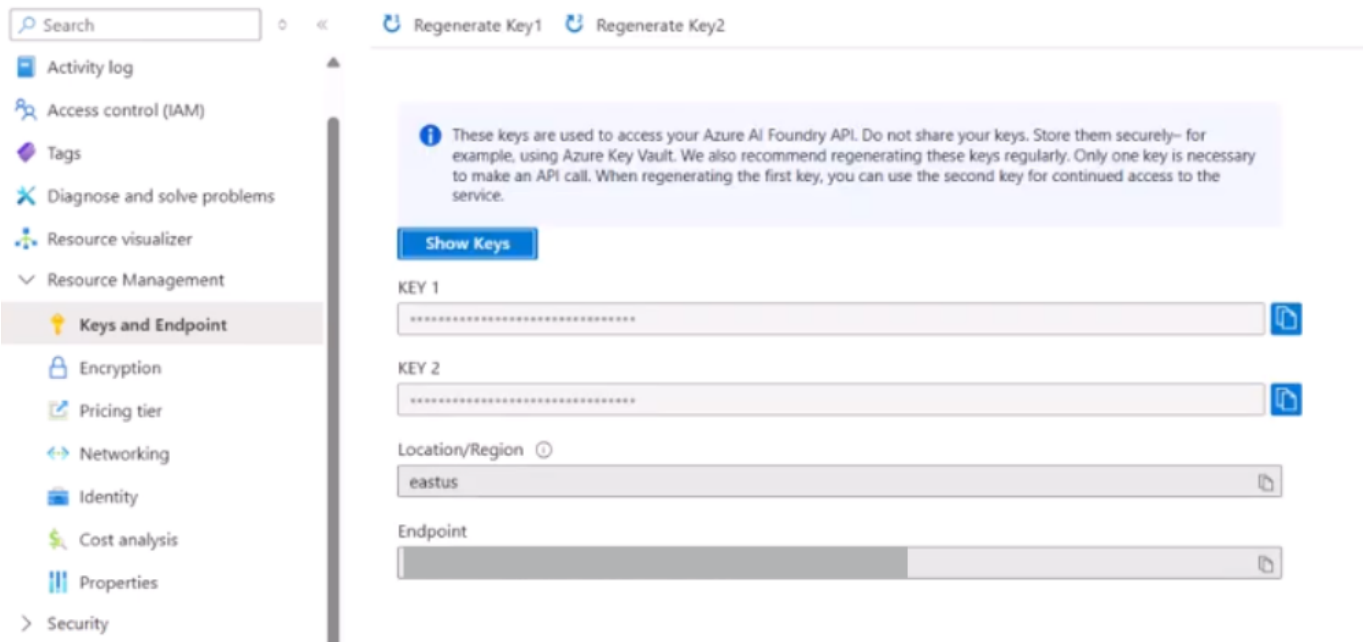 Search
Activity log
Access control (IAM)
Tags
Diagnose and solve problems
Resource visualizer
Resource Management
Keys and Endpoint
Encryption
Pricing tier
Networking
Identity
Cost analysis
Properties
Security
Regenerate Key1 Regenerate Key2
These keys are used to access your Azure AI Foundry API. Do not share your keys. Store them securely– for
example, using Azure Key Vault. We also recommend regenerating these keys regularly. Only one key is necessary
to make an API call. When regenerating the first key, you can use the second key for continued access to the
service.
Show Keys
KEY 1
••••••••••••••••••••••••••••••••
KEY 2
••••••••••••••••••••••••••••••••
Location/Region
eastus
Endpoint